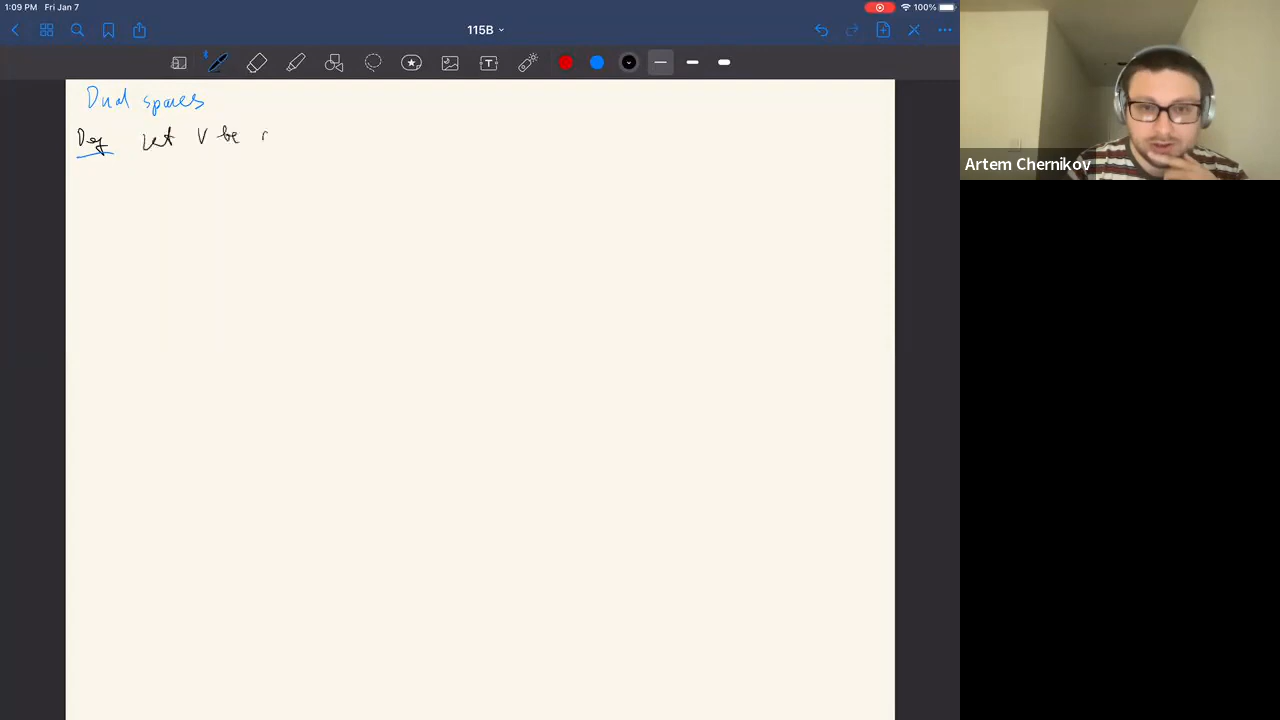 1:09 PM Fri Jan 7
100%
115B
T
Dual spaces
Def Let V be
Artem Chernikov